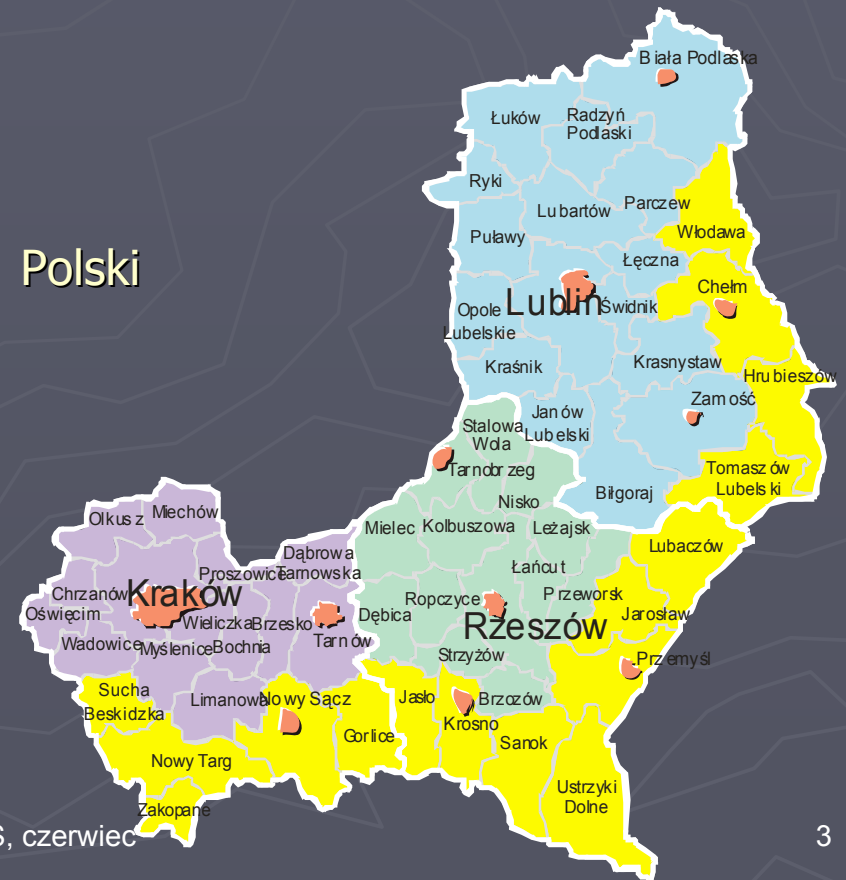 Polski
Biała Podlaska
Łuków
Radzyń
Podlaski
Ryki
Parczew
Lubartów
Włodawa
Puławy
Łęczna
Chełm
Lublin
Świdnik
Opole
Lubelskie
Krasnystaw
Kraśnik
Hrubieszów
Zamość
Janów
Lubelski
Stalowa
Wola
Tarnobrzeg
Tomaszów
Lubelski
Biłgoraj
Nisko
Miechów
Olkusz
Mielec
Kolbuszowa
Leżajsk
Lubaczów
Dąbrowa
Tarnowska
Proszowice
Łańcut
Chrzanów
Kraków
Przeworsk
Ropczyce
Oświęcim
Wieliczka
Brzesko
Dębica
Rzeszów
Jarosław
Tarnów
Wadowice
Myślenice
Bochnia
Strzyżów
Przemyśl
Sucha
Beskidzka
Limanowa
Nowy Sącz
Jasło
Brzozów
Krosno
Gorlice
Sanok
Nowy Targ
Ustrzyki
Dolne
Zakopane
, czerwiec
3